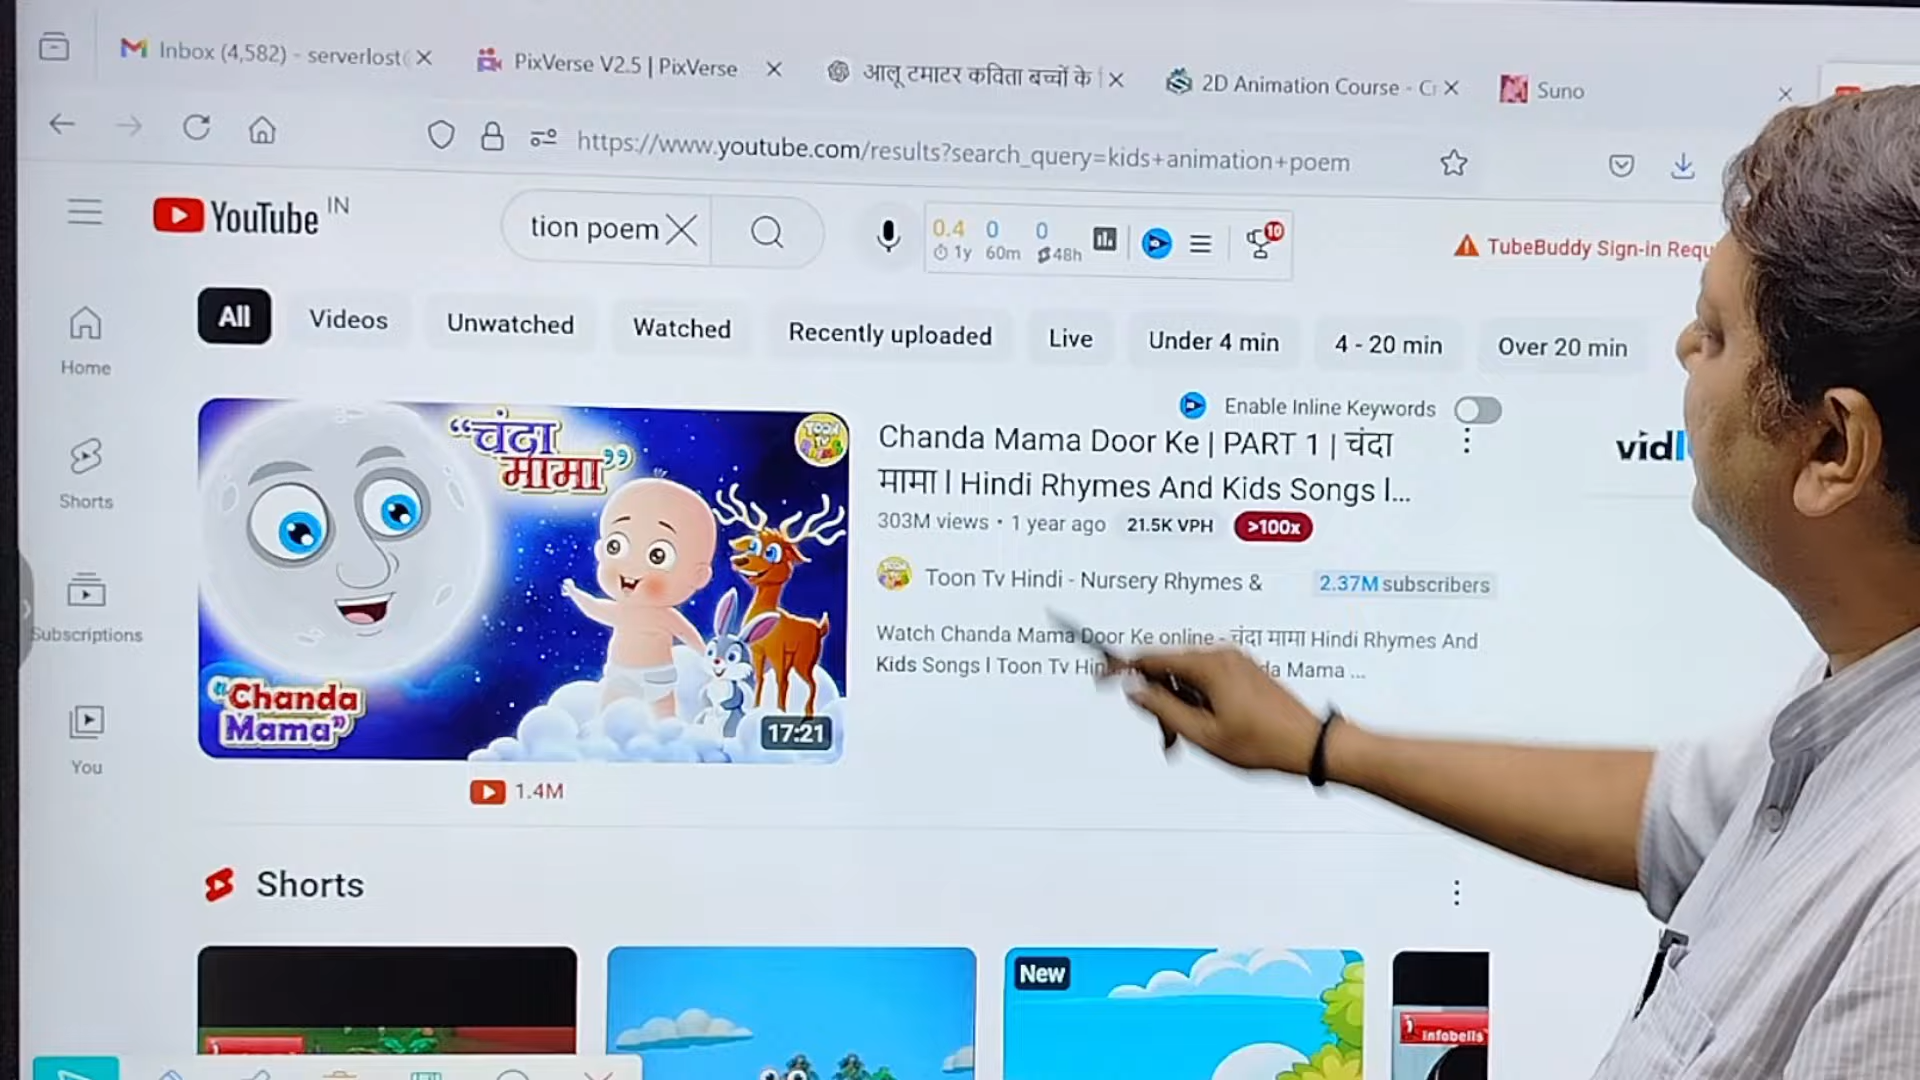 Inbox (4,582) - serverlost
PixVerse V2.5 | PixVerse
आलू टमाटर कविता बच्चों के
2D Animation Course -
Suno
https://www.youtube.com/results?search_query=kids+animation+poem
YouTube IN
tion poem
0.4 0 0
1y 60m 48h
10
TubeBuddy Sign-in Requ
All
Videos
Unwatched
Watched
Recently uploaded
Live
Under 4 min
4 - 20 min
Over 20 min
Home
Shorts
Subscriptions
You
“चंदा
मामा”
TOON
TV
“Chanda
Mama”
17:21
1.4M
Enable Inline Keywords
Chanda Mama Door Ke | PART 1 | चंदा
मामा l Hindi Rhymes And Kids Songs l...
303M views • 1 year ago 21.5K VPH >100x
Toon Tv Hindi - Nursery Rhymes & 2.37M subscribers
Watch Chanda Mama Door Ke online - चंदा मामा Hindi Rhymes And
Kids Songs l Toon Tv Hin da Mama ...
vidI
Shorts
New
infobells